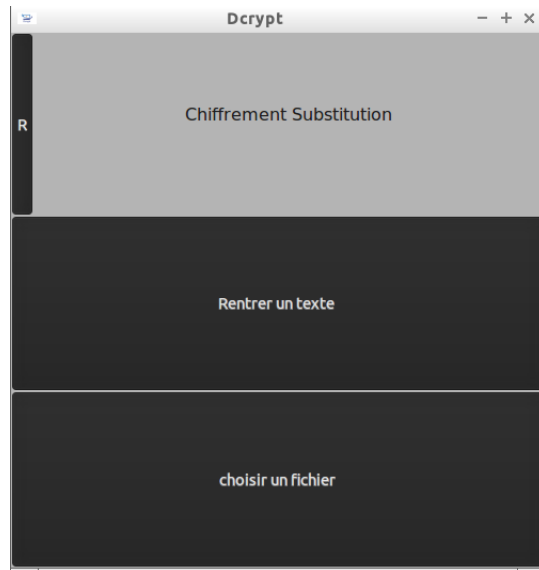 Dcrypt
Chiffrement Substitution
R
Rentrer un texte
choisir un fichier